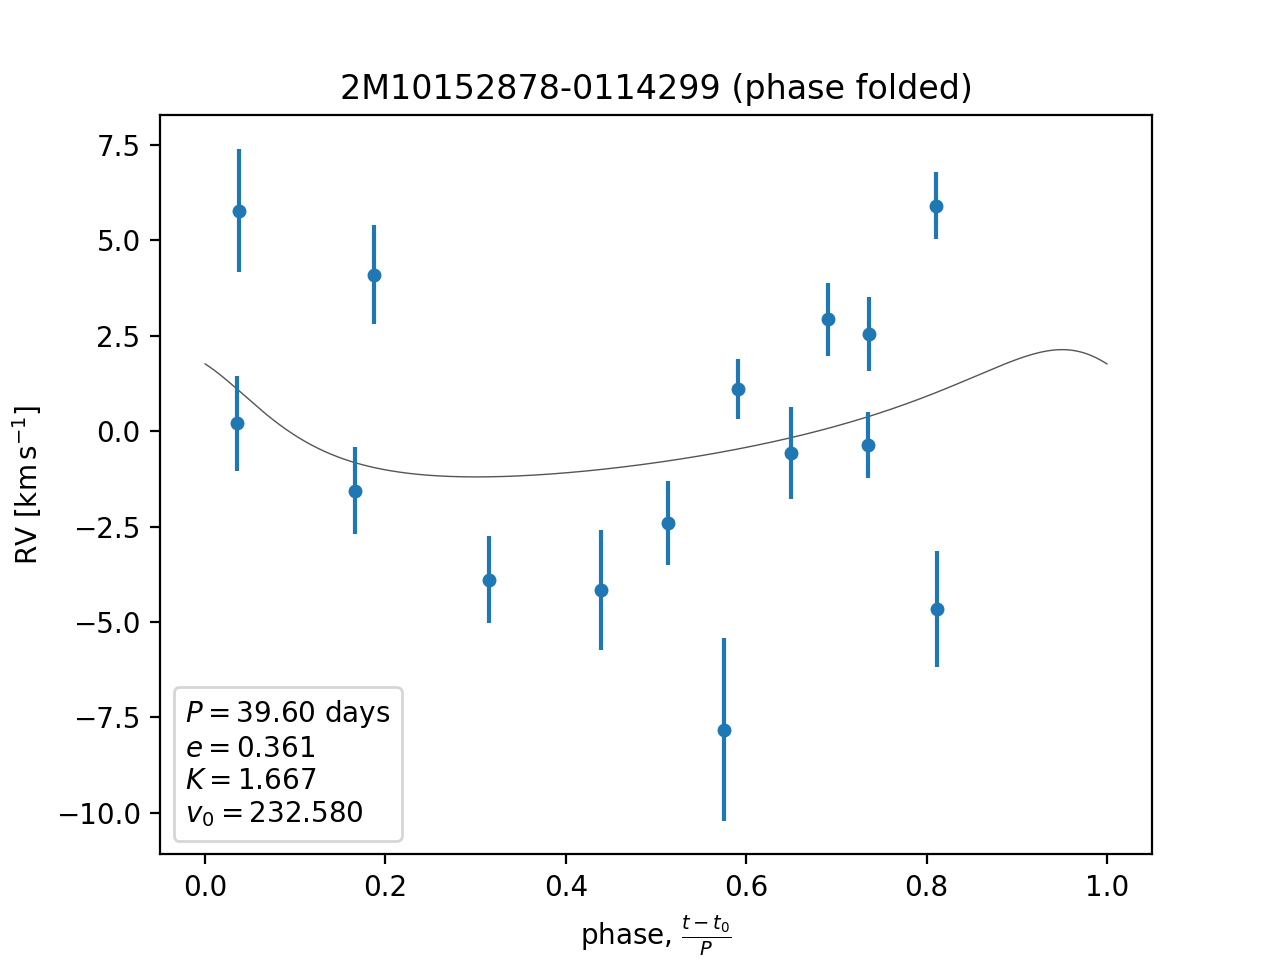 2M10152878-0114299 (phase folded)
7.5
5.0
2.5
0.0
−2.5
−5.0
−7.5
−10.0
RV [km s⁻¹]
P = 39.60 days
e = 0.361
K = 1.667
v₀ = 232.580
0.0 0.2 0.4 0.6 0.8 1.0
phase, (t − t₀)/P